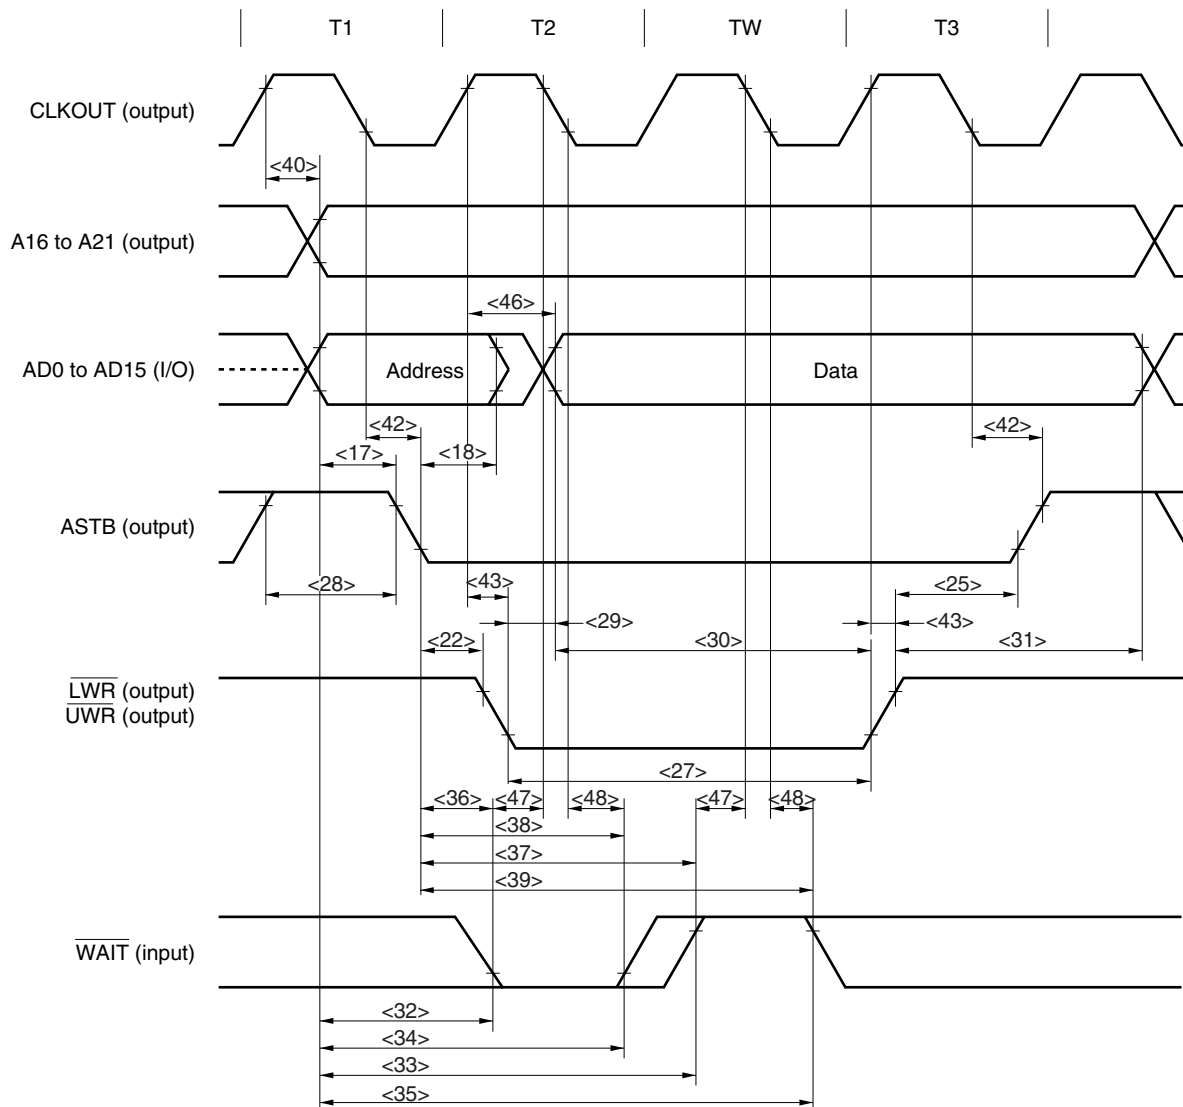 T1 T2 TW T3
CLKOUT (output)
<40>
A16 to A21 (output)
<46>
AD0 to AD15 (I/O) Address Data
<42> <42>
<17> <18>
ASTB (output)
<43>
<28> <25>
<29> <43>
<22> <30> <31>
LWR (output)
UWR (output)
<27>
<36> <47> <48> <47> <48>
<38>
<37>
<39>
WAIT (input)
<32>
<34>
<33>
<35>